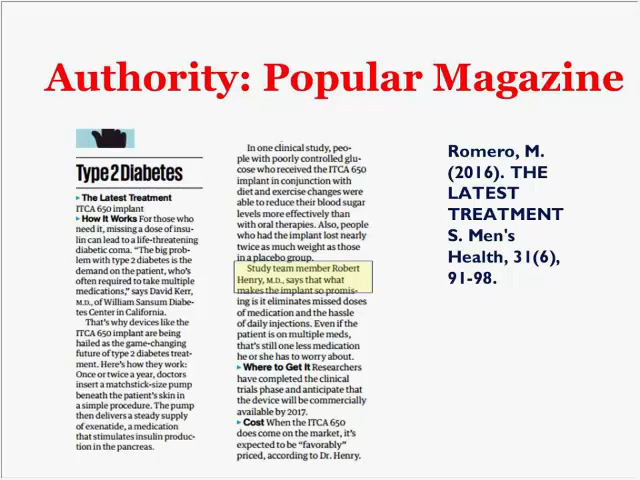 Authority: Popular Magazine
Type 2 Diabetes
▸ The Latest Treatment
ITCA 650 implant
▸ How It Works For those who
need it, missing a dose of insu-
lin can lead to a life-threatening
diabetic coma. “The big prob-
lem with type 2 diabetes is the
demand on the patient, who’s
often required to take multiple
medications,” says David Kerr,
M.D., of William Sansum Diabe-
tes Center in California.
That’s why devices like the
ITCA 650 implant are being
hailed as the game-changing
future of type 2 diabetes treat-
ment. Here’s how they work:
Once or twice a year, doctors
insert a matchstick-size pump
beneath the patient’s skin in
a simple procedure. The pump
then delivers a steady supply
of exenatide, a medication
that stimulates insulin produc-
tion in the pancreas.
In one clinical study, peo-
ple with poorly controlled glu-
cose who received the ITCA 650
implant in conjunction with
diet and exercise changes were
able to reduce their blood sugar
levels more effectively than
with oral therapies. Also, people
who had the implant lost nearly
twice as much weight as those
in a placebo group.
Study team member Robert
Henry, M.D., says that what
makes the implant so promis-
ing is it eliminates missed doses
of medication and the hassle
of daily injections. Even if the
patient is on multiple meds,
that’s still one less medication
he or she has to worry about.
▸ Where to Get It Researchers
have completed the clinical
trials phase and anticipate that
the device will be commercially
available by 2017.
▸ Cost When the ITCA 650
does come on the market, it’s
expected to be “favorably”
priced, according to Dr. Henry.
Romero, M.
(2016). THE
LATEST
TREATMENT
S. Men's
Health, 31(6),
91-98.